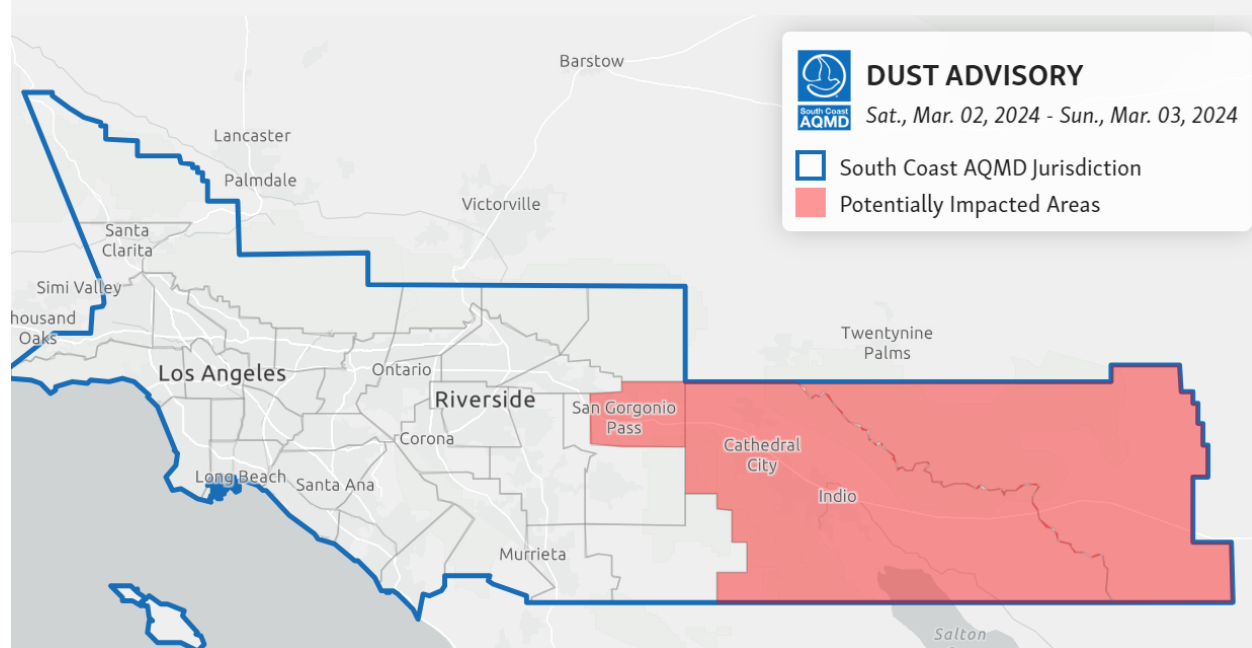 Barstow
DUST ADVISORY
South Coast
AQMD
Sat., Mar. 02, 2024 - Sun., Mar. 03, 2024
South Coast AQMD Jurisdiction
Potentially Impacted Areas
Lancaster
Palmdale
Victorville
Santa
Clarita
Simi Valley
housand
Oaks
Twentynine
Palms
Los Angeles
Ontario
Riverside
San Gorgonio
Pass
Corona
Cathedral
City
Long Beach
Santa Ana
Indio
Murrieta
Salton